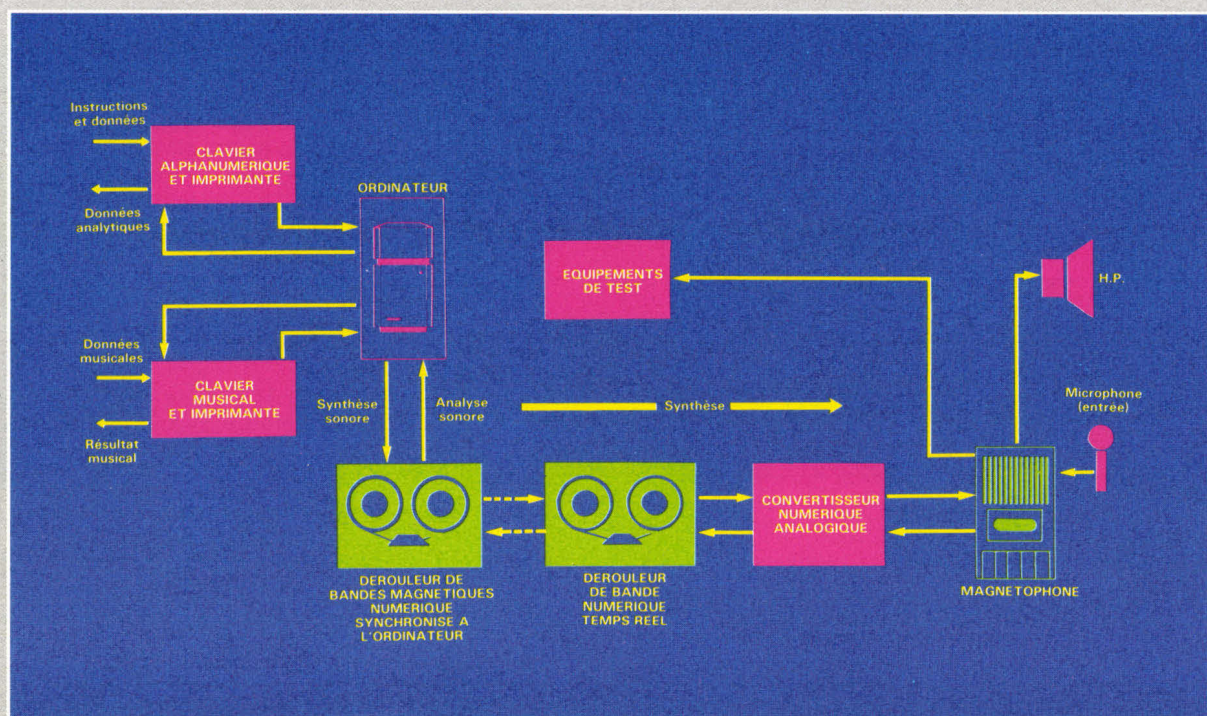 Instructions
et données
CLAVIER
ALPHANUMERIQUE
ET IMPRIMANTE
Données
analytiques
ORDINATEUR
EQUIPEMENTS
DE TEST
H.P.
Données
musicales
CLAVIER
MUSICAL
ET IMPRIMANTE
Résultat
musical
Synthèse
sonore
Analyse
sonore
Synthèse
Microphone
(entrée)
CONVERTISSEUR
NUMERIQUE
ANALOGIQUE
DEROULEUR DE
BANDES MAGNETIQUES
NUMERIQUE
SYNCHRONISE A
L'ORDINATEUR
DEROULEUR
DE BANDE
NUMERIQUE
TEMPS REEL
MAGNETOPHONE